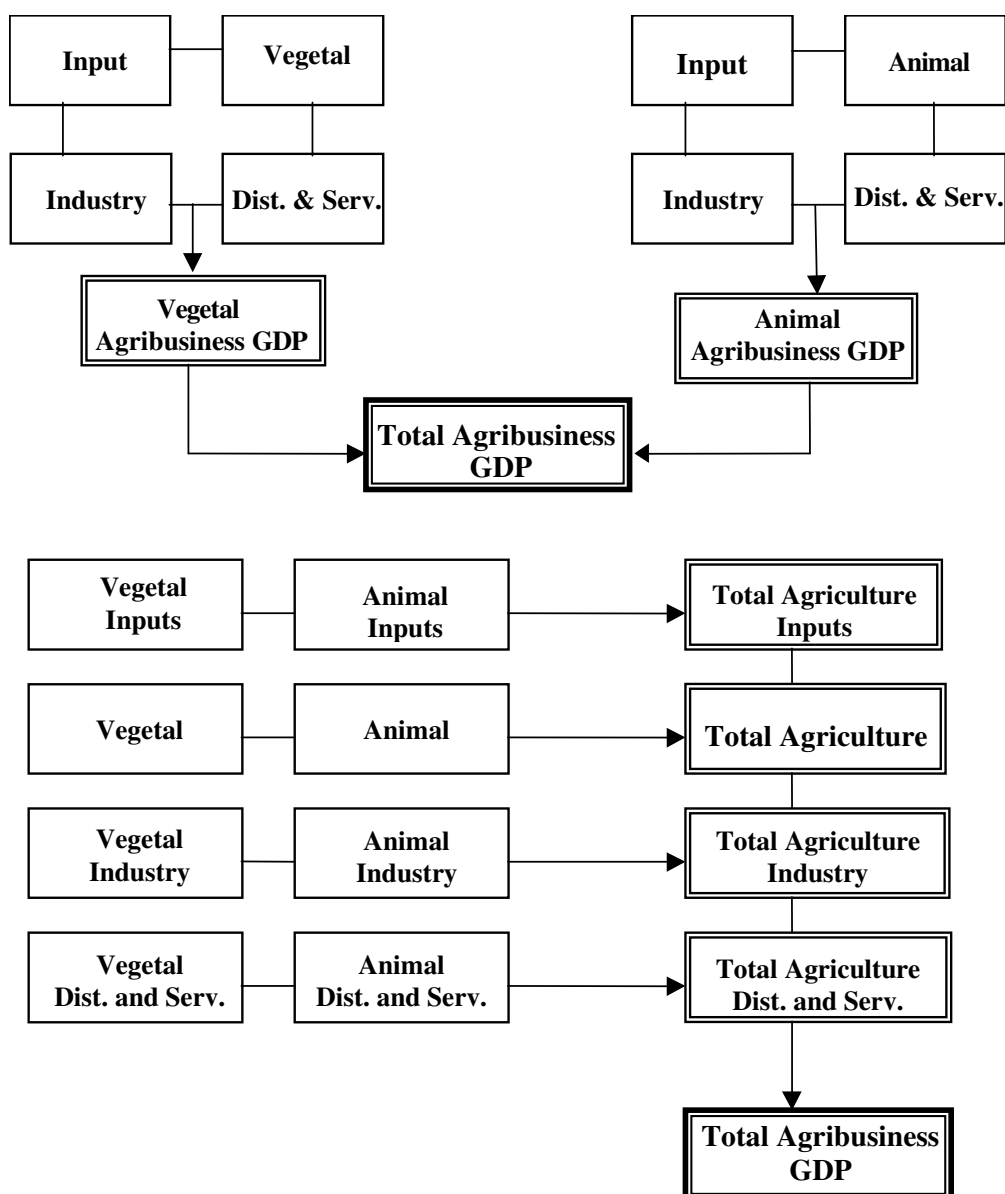 Input
Vegetal
Industry
Dist. & Serv.
Vegetal
Agribusiness GDP
Input
Animal
Industry
Dist. & Serv.
Animal
Agribusiness GDP
Total Agribusiness
GDP
Vegetal
Inputs
Animal
Inputs
Total Agriculture
Inputs
Vegetal
Animal
Total Agriculture
Vegetal
Industry
Animal
Industry
Total Agriculture
Industry
Vegetal
Dist. and Serv.
Animal
Dist. and Serv.
Total Agriculture
Dist. and Serv.
Total Agribusiness
GDP